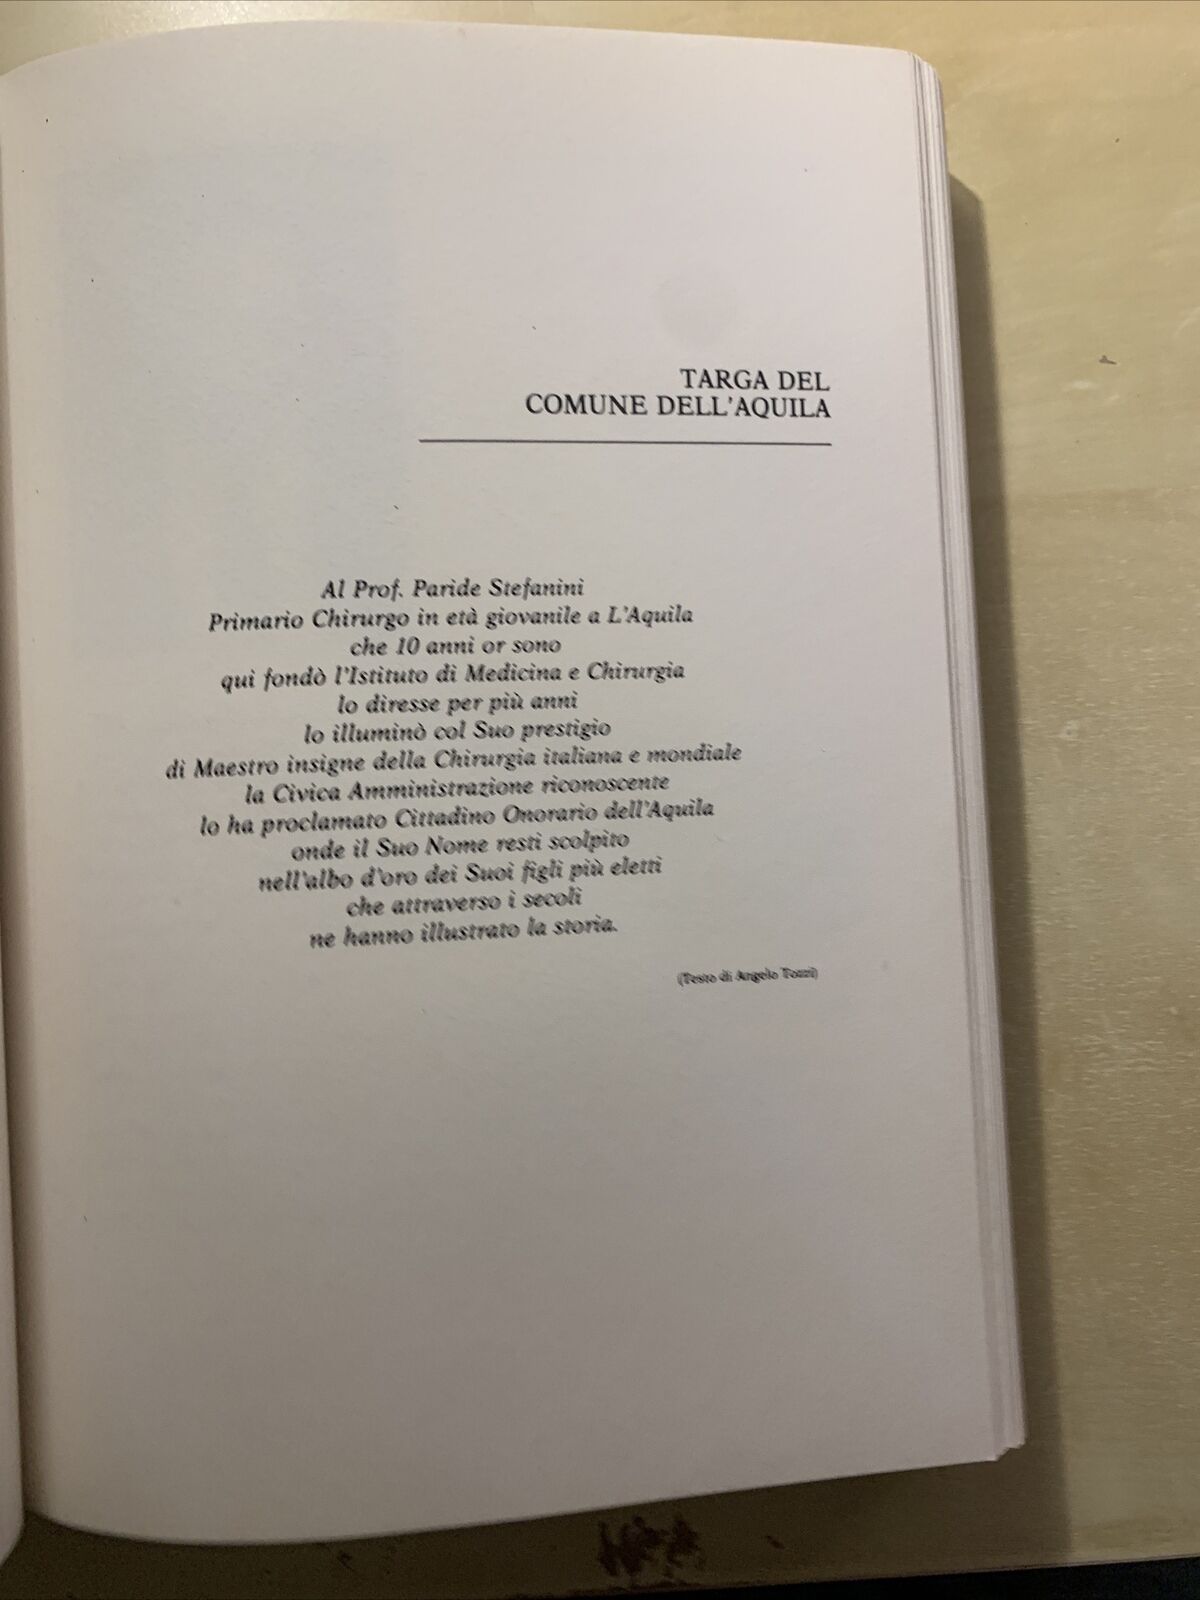 TARGA DEL
COMUNE DELL'AQUILA
Al Prof. Paride Stefanini
Primario Chirurgo in età giovanile a L'Aquila
che 10 anni or sono
qui fondò l'Istituto di Medicina e Chirurgia
lo diresse per più anni
lo illuminò col Suo prestigio
di Maestro insigne della Chirurgia italiana e mondiale
la Civica Amministrazione riconoscente
lo ha proclamato Cittadino Onorario dell'Aquila
onde il Suo Nome resti scolpito
nell'albo d'oro dei Suoi figli più eletti
che attraverso i secoli
ne hanno illustrato la storia.
(Testo di Angelo Tozzi)